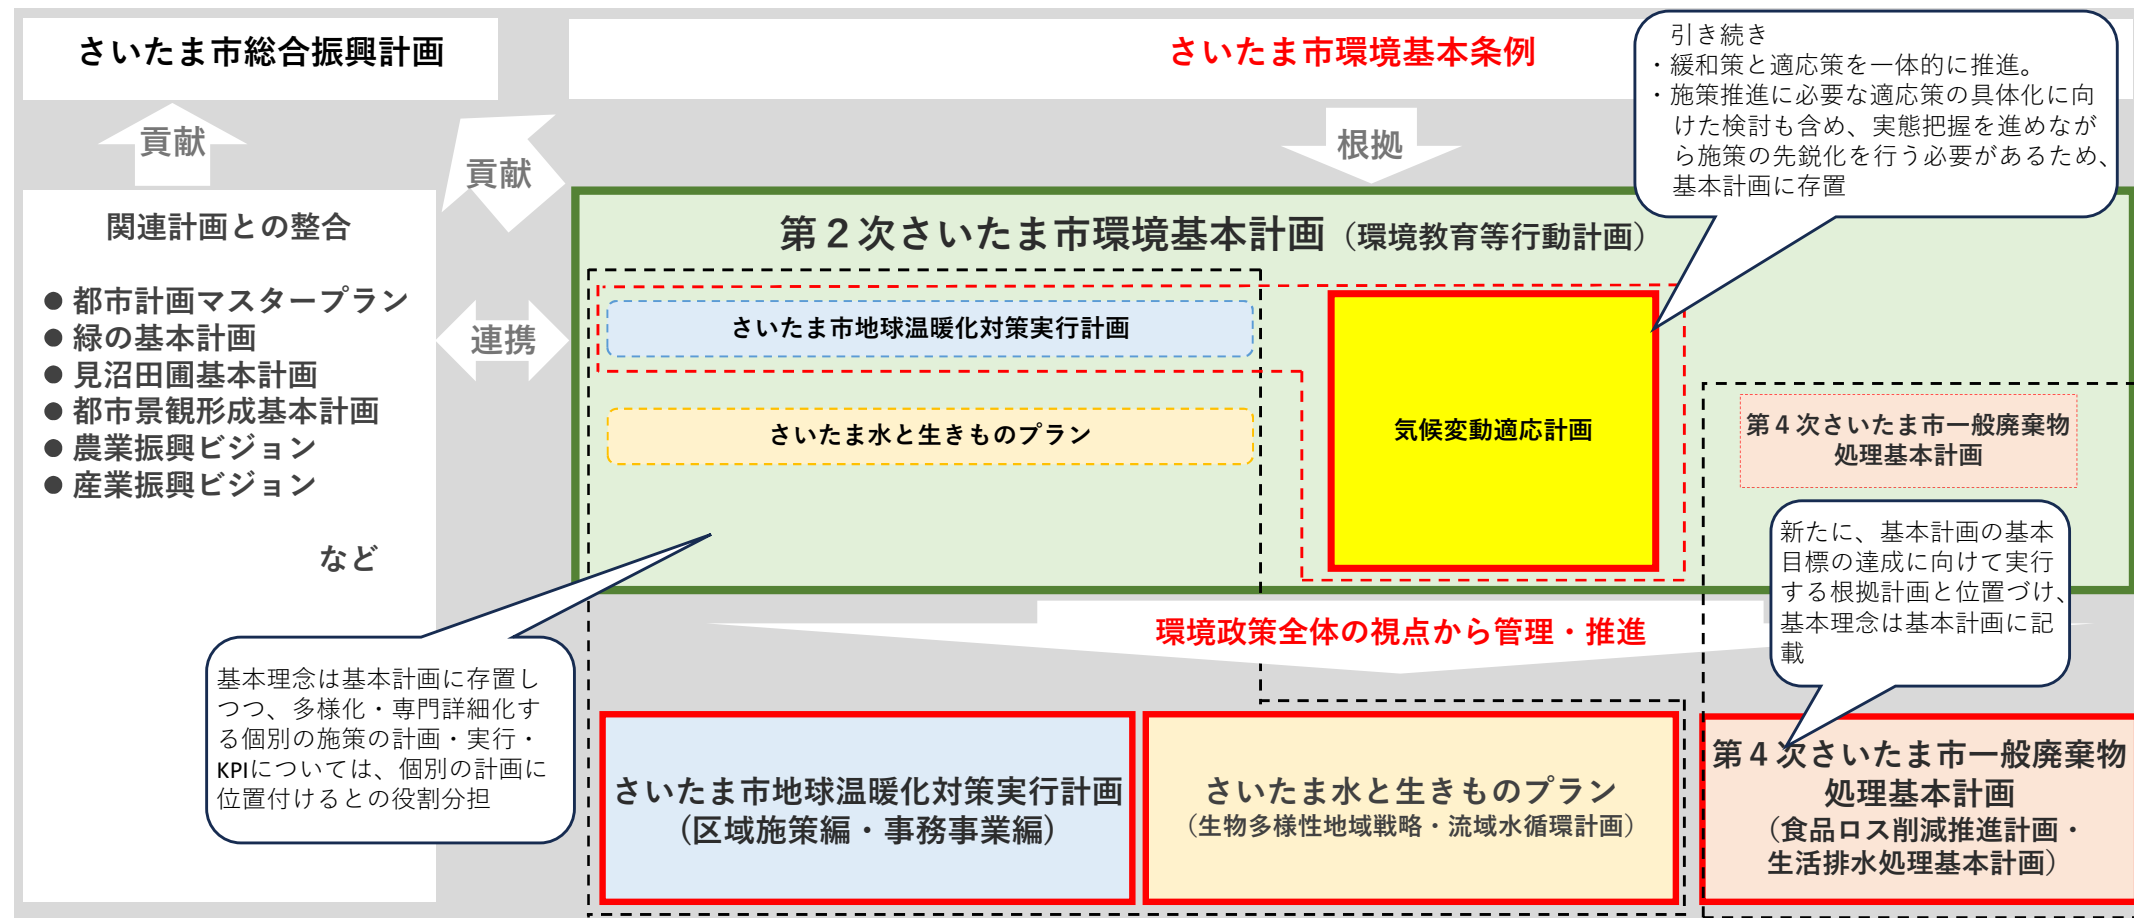 さいたま市総合振興計画
さいたま市環境基本条例
引き続き
・緩和策と適応策を一体的に推進。
・施策推進に必要な適応策の具体化に向
けた検討も含め、実態把握を進めなが
ら施策の先鋭化を行う必要があるため、
基本計画に存置
貢献
貢献
根拠
関連計画との整合
● 都市計画マスタープラン
● 緑の基本計画
● 見沼田圃基本計画
● 都市景観形成基本計画
● 農業振興ビジョン
● 産業振興ビジョン
など
連携
第２次さいたま市環境基本計画（環境教育等行動計画）
さいたま市地球温暖化対策実行計画
さいたま水と生きものプラン
気候変動適応計画
第４次さいたま市一般廃棄物
処理基本計画
新たに、基本計画の基本
目標の達成に向けて実行
する根拠計画と位置づけ、
基本理念は基本計画に記
載
環境政策全体の視点から管理・推進
基本理念は基本計画に存置し
つつ、多様化・専門詳細化す
る個別の施策の計画・実行・
KPIについては、個別の計画に
位置付けるとの役割分担
さいたま市地球温暖化対策実行計画
（区域施策編・事務事業編）
さいたま水と生きものプラン
（生物多様性地域戦略・流域水循環計画）
第４次さいたま市一般廃棄物
処理基本計画
（食品ロス削減推進計画・
生活排水処理基本計画）